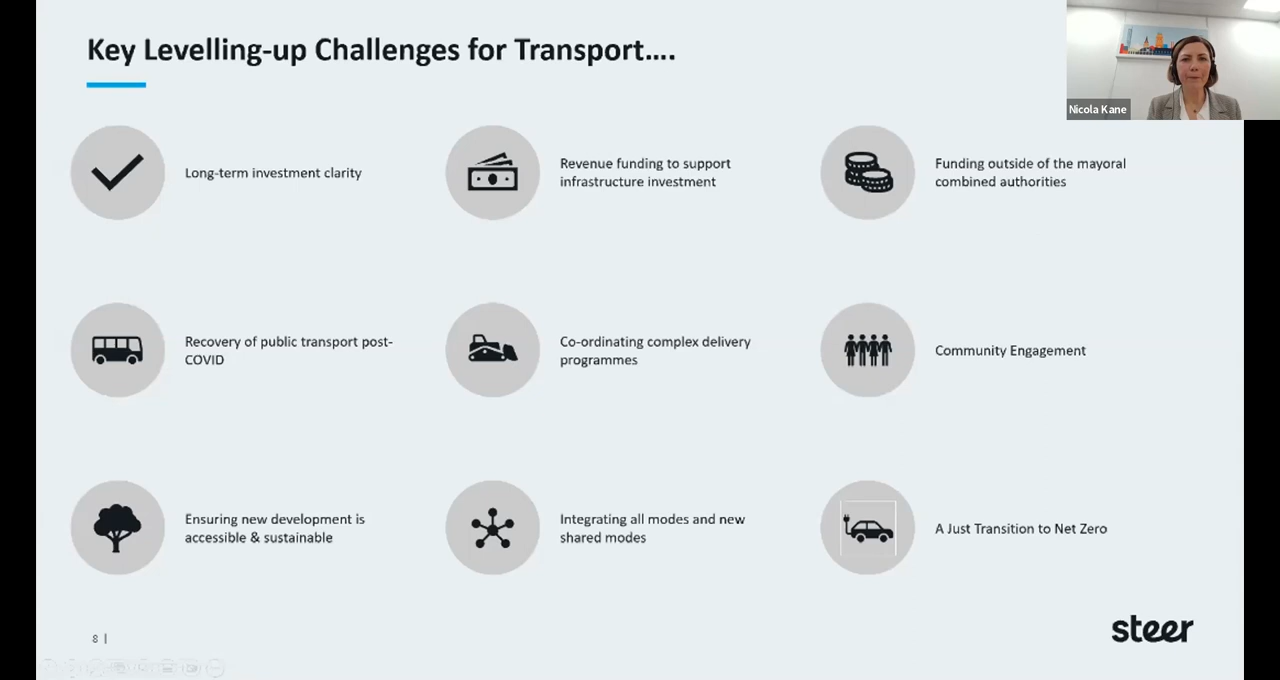 Key Levelling-up Challenges for Transport....
Nicola Kane
Long-term investment clarity
Revenue funding to support
infrastructure investment
Funding outside of the mayoral
combined authorities
Recovery of public transport post-
COVID
Co-ordinating complex delivery
programmes
Community Engagement
Ensuring new development is
accessible & sustainable
Integrating all modes and new
shared modes
A Just Transition to Net Zero
8 |
steer